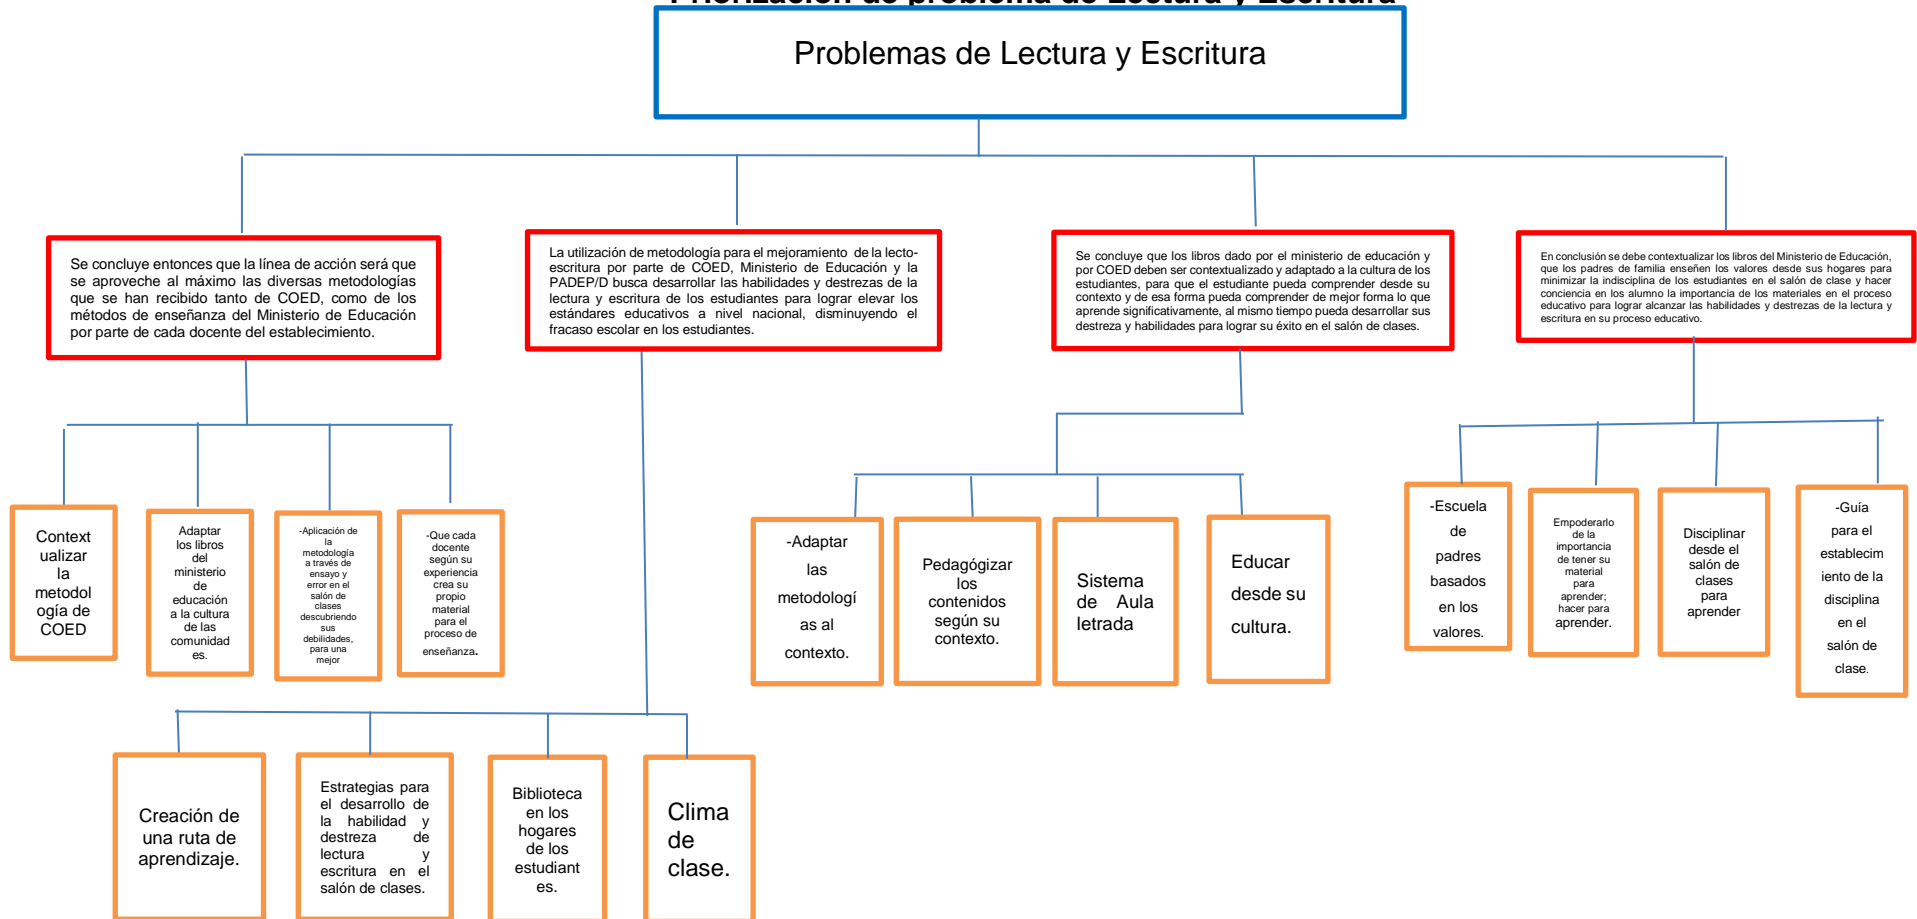 Priorización de problema de Lectura y Escritura
Problemas de Lectura y Escritura
Se concluye entonces que la línea de acción será que
se aproveche al máximo las diversas metodologías
que se han recibido tanto de COED, como de los
métodos de enseñanza del Ministerio de Educación
por parte de cada docente del establecimiento.
La utilización de metodología para el mejoramiento de la lecto-
escritura por parte de COED, Ministerio de Educación y la
PADEP/D busca desarrollar las habilidades y destrezas de la
lectura y escritura de los estudiantes para lograr elevar los
estándares educativos a nivel nacional, disminuyendo el
fracaso escolar en los estudiantes.
Se concluye que los libros dado por el ministerio de educación y
por COED deben ser contextualizado y adaptado a la cultura de los
estudiantes, para que el estudiante pueda comprender desde su
contexto y de esa forma pueda comprender de mejor forma lo que
aprende significativamente, al mismo tiempo pueda desarrollar sus
destreza y habilidades para lograr su éxito en el salón de clases.
En conclusión se debe contextualizar los libros del Ministerio de Educación,
que los padres de familia enseñen los valores desde sus hogares para
minimizar la indisciplina de los estudiantes en el salón de clase y hacer
conciencia en los alumno la importancia de los materiales en el proceso
educativo para lograr alcanzar las habilidades y destrezas de la lectura y
escritura en su proceso educativo.
Context
ualizar
la
metodol
ogía de
COED
Adaptar
los libros
del
ministerio
de
educación
a la cultura
de las
comunidad
es.
-Aplicación de
la
metodología
a través de
ensayo y
error en el
salón de
clases
descubriendo
sus
debilidades,
para una
mejor
-Que cada
docente
según su
experiencia
crea su
propio
material
para el
proceso de
enseñanza.
-Adaptar
las
metodologí
as al
contexto.
Pedagógizar
los
contenidos
según su
contexto.
Sistema
de Aula
letrada
Educar
desde su
cultura.
-Escuela
de
padres
basados
en los
valores.
Empoderarlo
de la
importancia
de tener su
material
para
aprender;
hacer para
aprender.
Disciplinar
desde el
salón de
clases
para
aprender
-Guía
para el
establecim
iento de la
disciplina
en el
salón de
clase.
Creación de
una ruta de
aprendizaje.
Estrategias para
el desarrollo de
la habilidad y
destreza de
lectura y
escritura en el
salón de clases.
Biblioteca
en los
hogares
de los
estudiant
es.
Clima
de
clase.